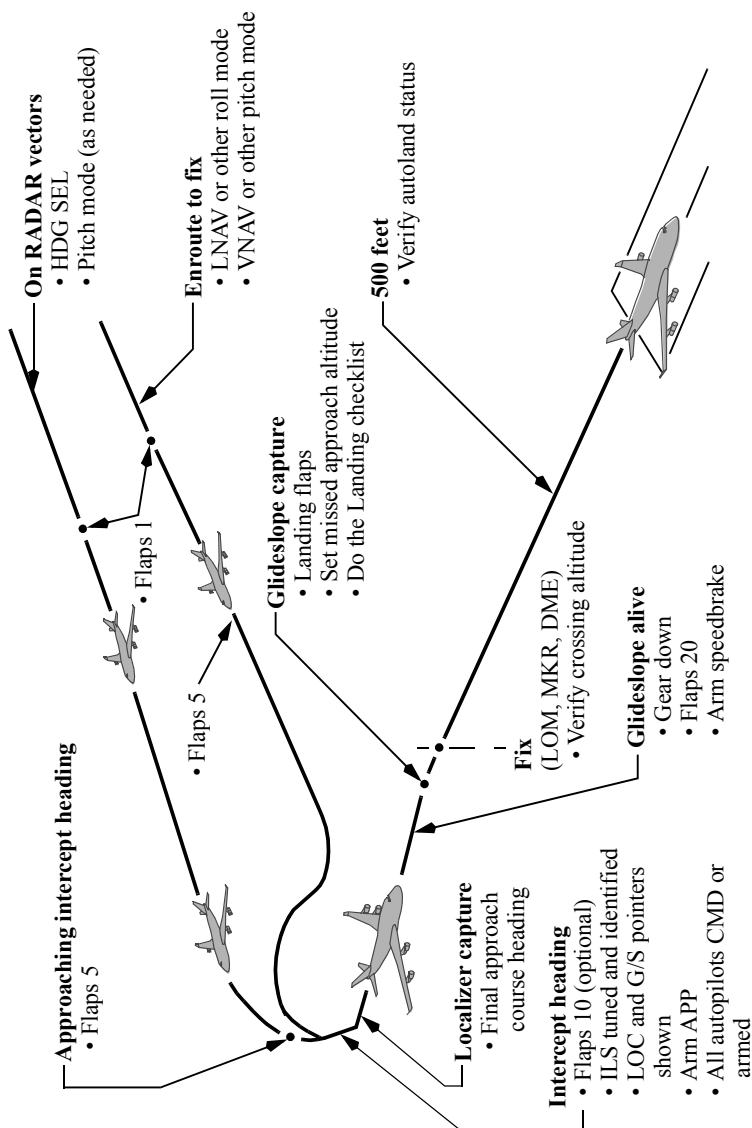 On RADAR vectors
• HDG SEL
• Pitch mode (as needed)
Enroute to fix
• LNAV or other roll mode
• VNAV or other pitch mode
• Flaps 1
• Flaps 5
Approaching intercept heading
• Flaps 5
Intercept heading
• Flaps 10 (optional)
• ILS tuned and identified
• LOC and G/S pointers
shown
• Arm APP
• All autopilots CMD or
armed
Localizer capture
• Final approach
course heading
Glideslope alive
• Gear down
• Flaps 20
• Arm speedbrake
Glideslope capture
• Landing flaps
• Set missed approach altitude
• Do the Landing checklist
Fix
(LOM, MKR, DME)
• Verify crossing altitude
500 feet
• Verify autoland status